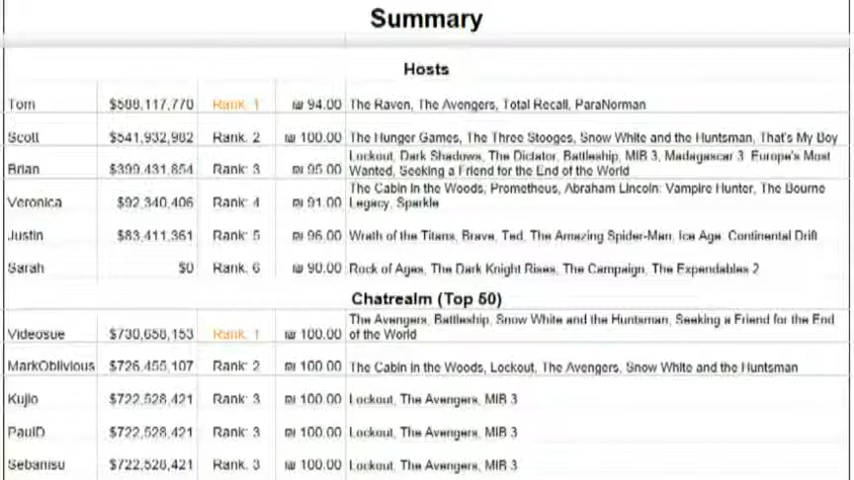 Summary
Hosts
Tom $588,117,770 Rank: 1 ₪ 94.00 The Raven, The Avengers, Total Recall, ParaNorman
Scott $541,932,982 Rank: 2 ₪ 100.00 The Hunger Games, The Three Stooges, Snow White and the Huntsman, That's My Boy
Brian $399,431,854 Rank: 3 ₪ 95.00 Lockout, Dark Shadows, The Dictator, Battleship, MIB 3, Madagascar 3 Europe's Most
Wanted, Seeking a Friend for the End of the World
Veronica $92,340,406 Rank: 4 ₪ 91.00 The Cabin in the Woods, Prometheus, Abraham Lincoln: Vampire Hunter, The Bourne
Legacy, Sparkle
Justin $83,411,361 Rank: 5 ₪ 96.00 Wrath of the Titans, Brave, Ted, The Amazing Spider-Man, Ice Age: Continental Drift
Sarah $0 Rank: 6 ₪ 90.00 Rock of Ages, The Dark Knight Rises, The Campaign, The Expendables 2
Chatrealm (Top 50)
Videosue $730,658,153 Rank: 1 ₪ 100.00 The Avengers, Battleship, Snow White and the Huntsman, Seeking a Friend for the End
of the World
MarkOblivious $726,455,107 Rank: 2 ₪ 100.00 The Cabin in the Woods, Lockout, The Avengers, Snow White and the Huntsman
Kujio $722,528,421 Rank: 3 ₪ 100.00 Lockout, The Avengers, MIB 3
PaulD $722,528,421 Rank: 3 ₪ 100.00 Lockout, The Avengers, MIB 3
Sebanisu $722,528,421 Rank: 3 ₪ 100.00 Lockout, The Avengers, MIB 3